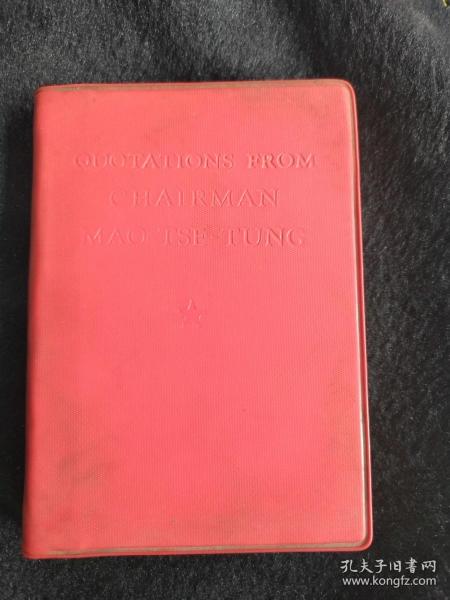 QUOTATIONS FROM
CHAIRMAN
MAO TSE-TUNG
孔夫子旧书网
www.kongfz.com